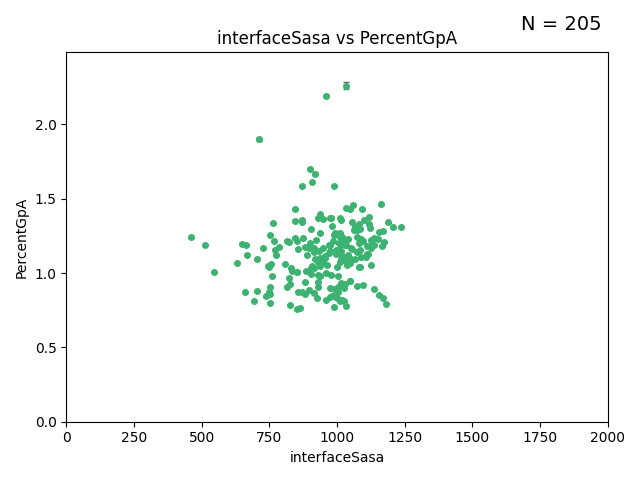 N = 205
interfaceSasa vs PercentGpA
PercentGpA
2.0
1.5
1.0
0.5
0.0
0 250 500 750 1000 1250 1500 1750 2000
interfaceSasa